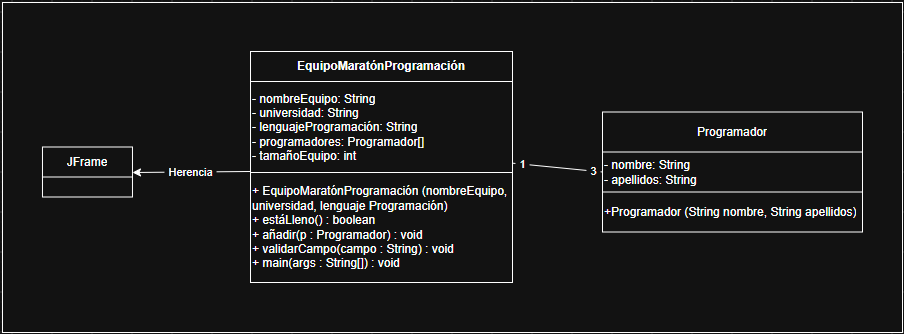 EquipoMaratónProgramación
- nombreEquipo: String
- universidad: String
- lenguajeProgramación: String
- programadores: Programador[]
- tamañoEquipo: int
+ EquipoMaratónProgramación (nombreEquipo,
universidad, lenguaje Programación)
+ estáLleno() : boolean
+ añadir(p : Programador) : void
+ validarCampo(campo : String) : void
+ main(args : String[]) : void
JFrame
Herencia
1
3
Programador
- nombre: String
- apellidos: String
+Programador (String nombre, String apellidos)